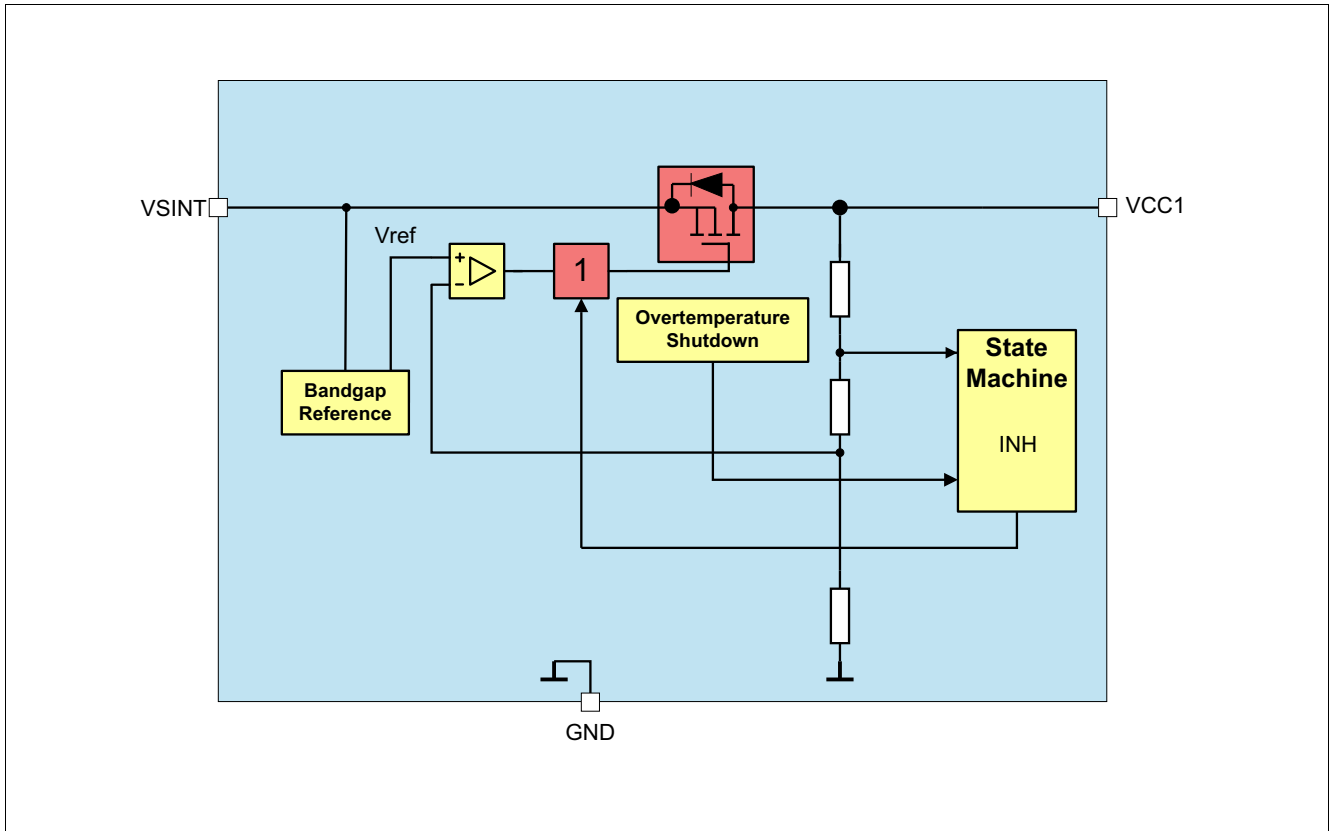 VSINT
VCC1
Vref
+
-
1
Overtemperature
Shutdown
State
Machine
INH
Bandgap
Reference
GND